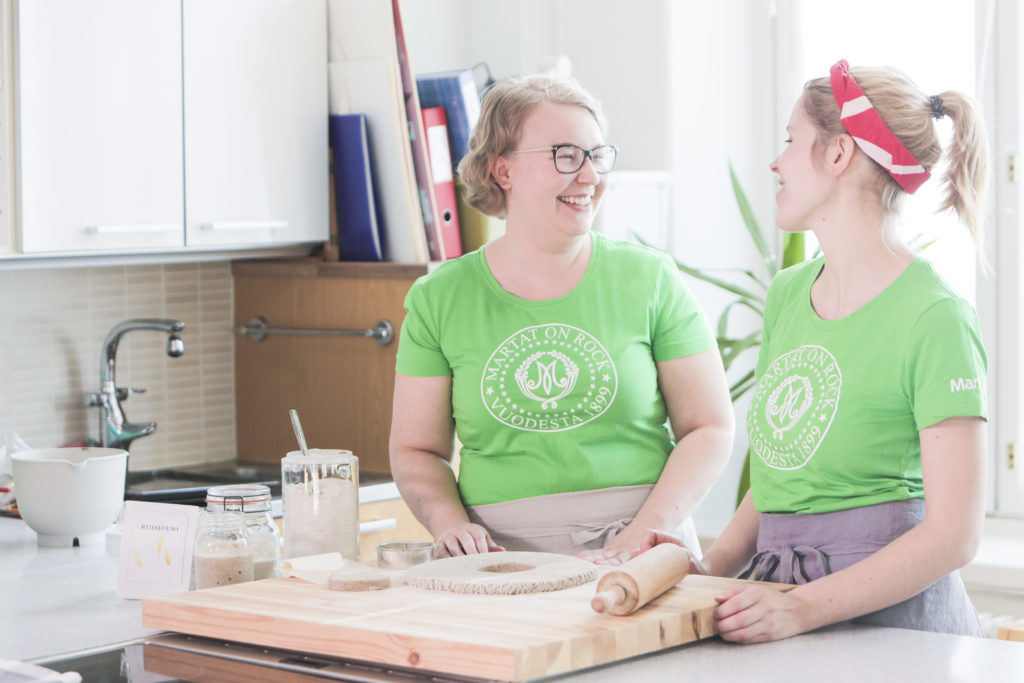 MARTAT ON ROCK
VUODESTA 1899
MARTAT ON ROCK
VUODESTA 1899
Mar
RUISJUURI